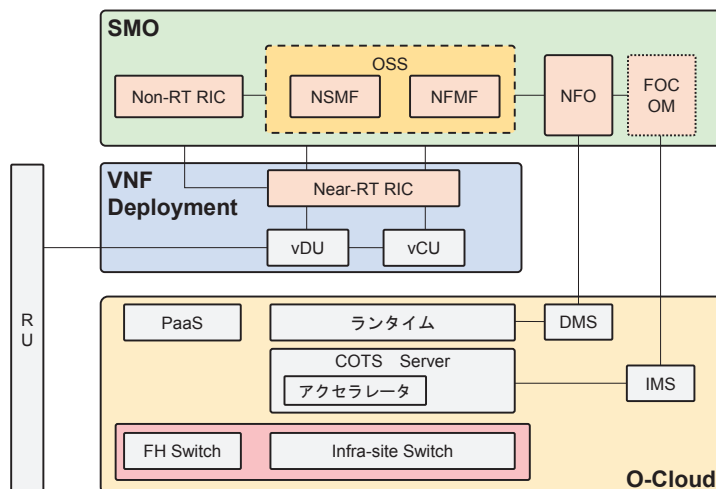 SMO
OSS
Non-RT RIC
NSMF
NFMF
NFO
FOC
OM
VNF
Deployment
Near-RT RIC
vDU
vCU
R
U
PaaS
ランタイム
DMS
COTS Server
アクセラレータ
IMS
FH Switch
Infra-site Switch
O-Cloud